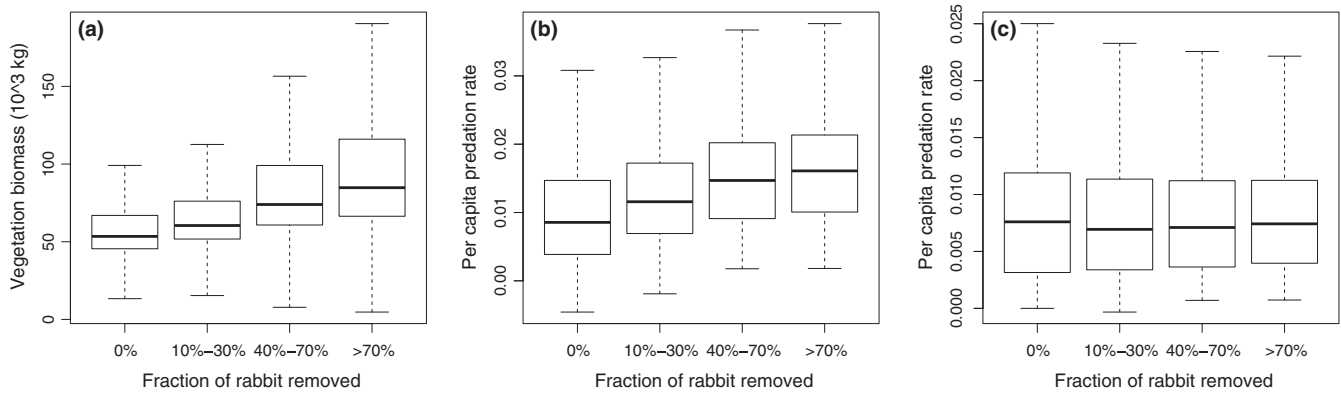 (a)
Vegetation biomass (10^3 kg)
150
100
50
0
0%
10%–30%
40%–70%
>70%
Fraction of rabbit removed
(b)
Per capita predation rate
0.03
0.02
0.01
0.00
0%
10%–30%
40%–70%
>70%
Fraction of rabbit removed
(c)
Per capita predation rate
0.025
0.020
0.015
0.010
0.005
0.000
0%
10%–30%
40%–70%
>70%
Fraction of rabbit removed